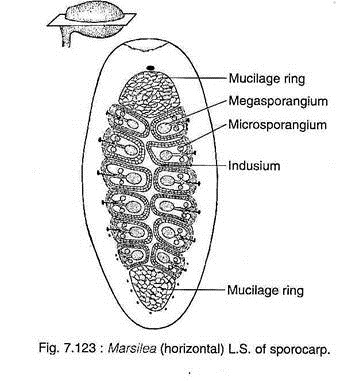 Mucilage ring
Megasporangium
Microsporangium
Indusium
Mucilage ring
Fig. 7.123 : Marsilea (horizontal) L.S. of sporocarp.